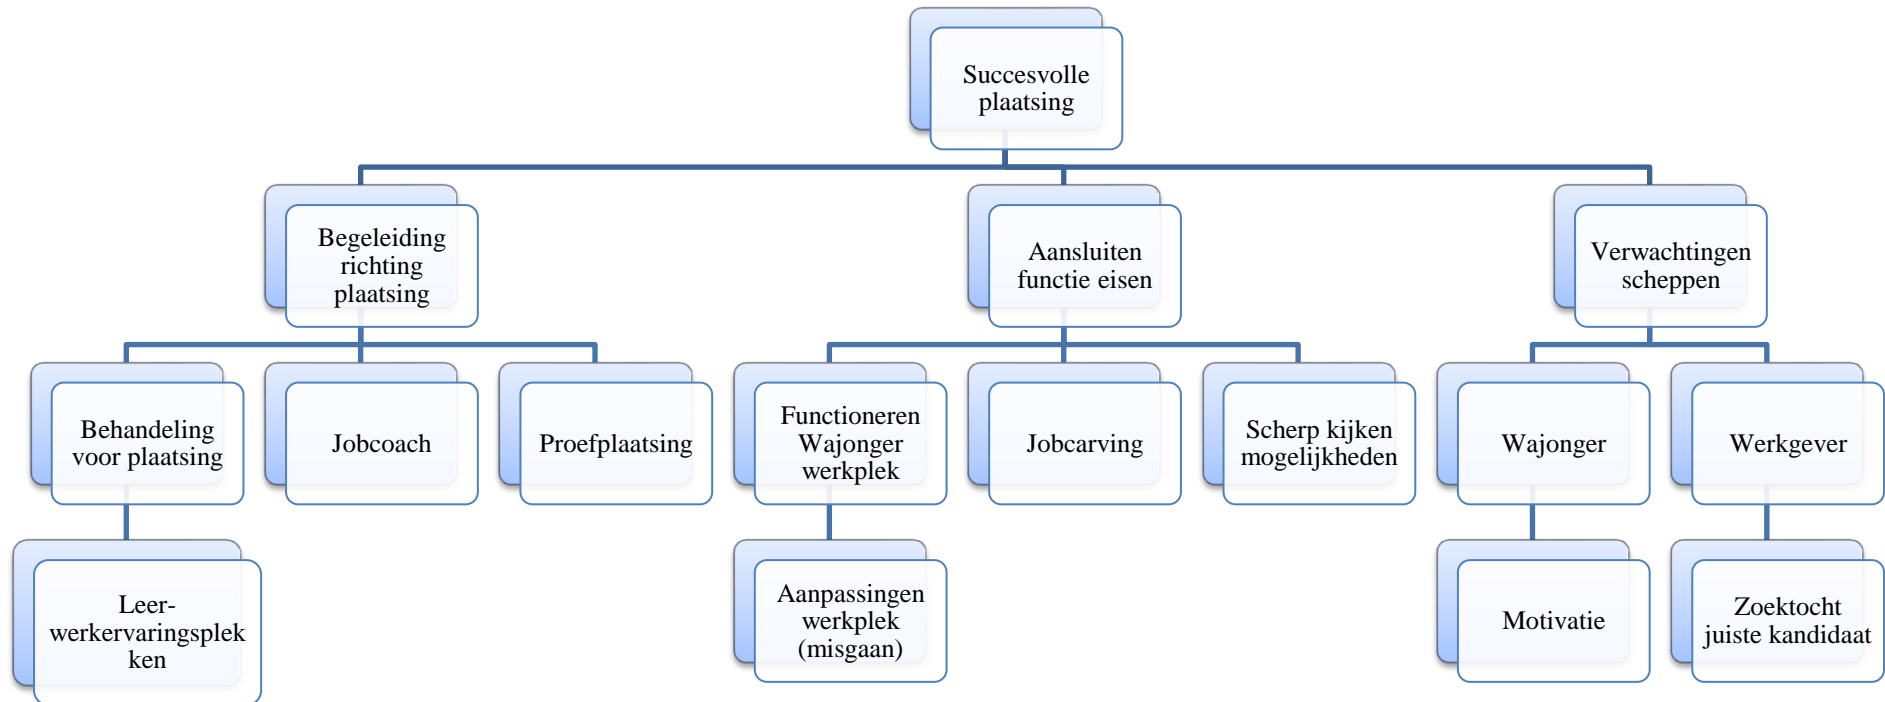 Succesvolle
plaatsing
Begeleiding
richting
plaatsing
Aansluiten
functie eisen
Verwachtingen
scheppen
Behandeling
voor plaatsing
Jobcoach
Proefplaatsing
Functioneren
Wajonger
werkplek
Jobcarving
Scherp kijken
mogelijkheden
Wajonger
Werkgever
Leer-
werkervaringsplek
ken
Aanpassingen
werkplek
(misgaan)
Motivatie
Zoektocht
juiste kandidaat